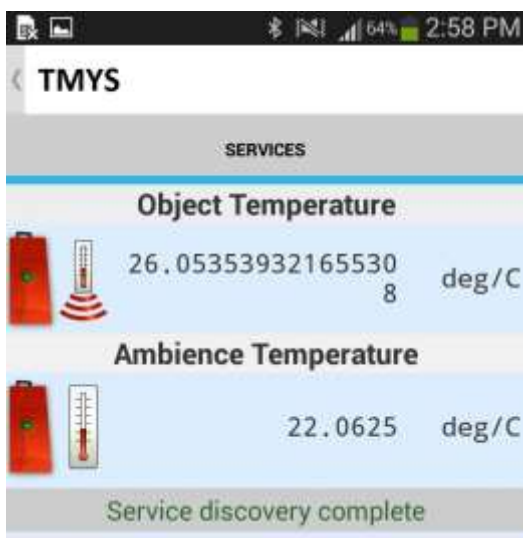 64% 2:58 PM
TMYS
SERVICES
Object Temperature
26.05353932165530
8 deg/C
Ambience Temperature
22.0625 deg/C
Service discovery complete